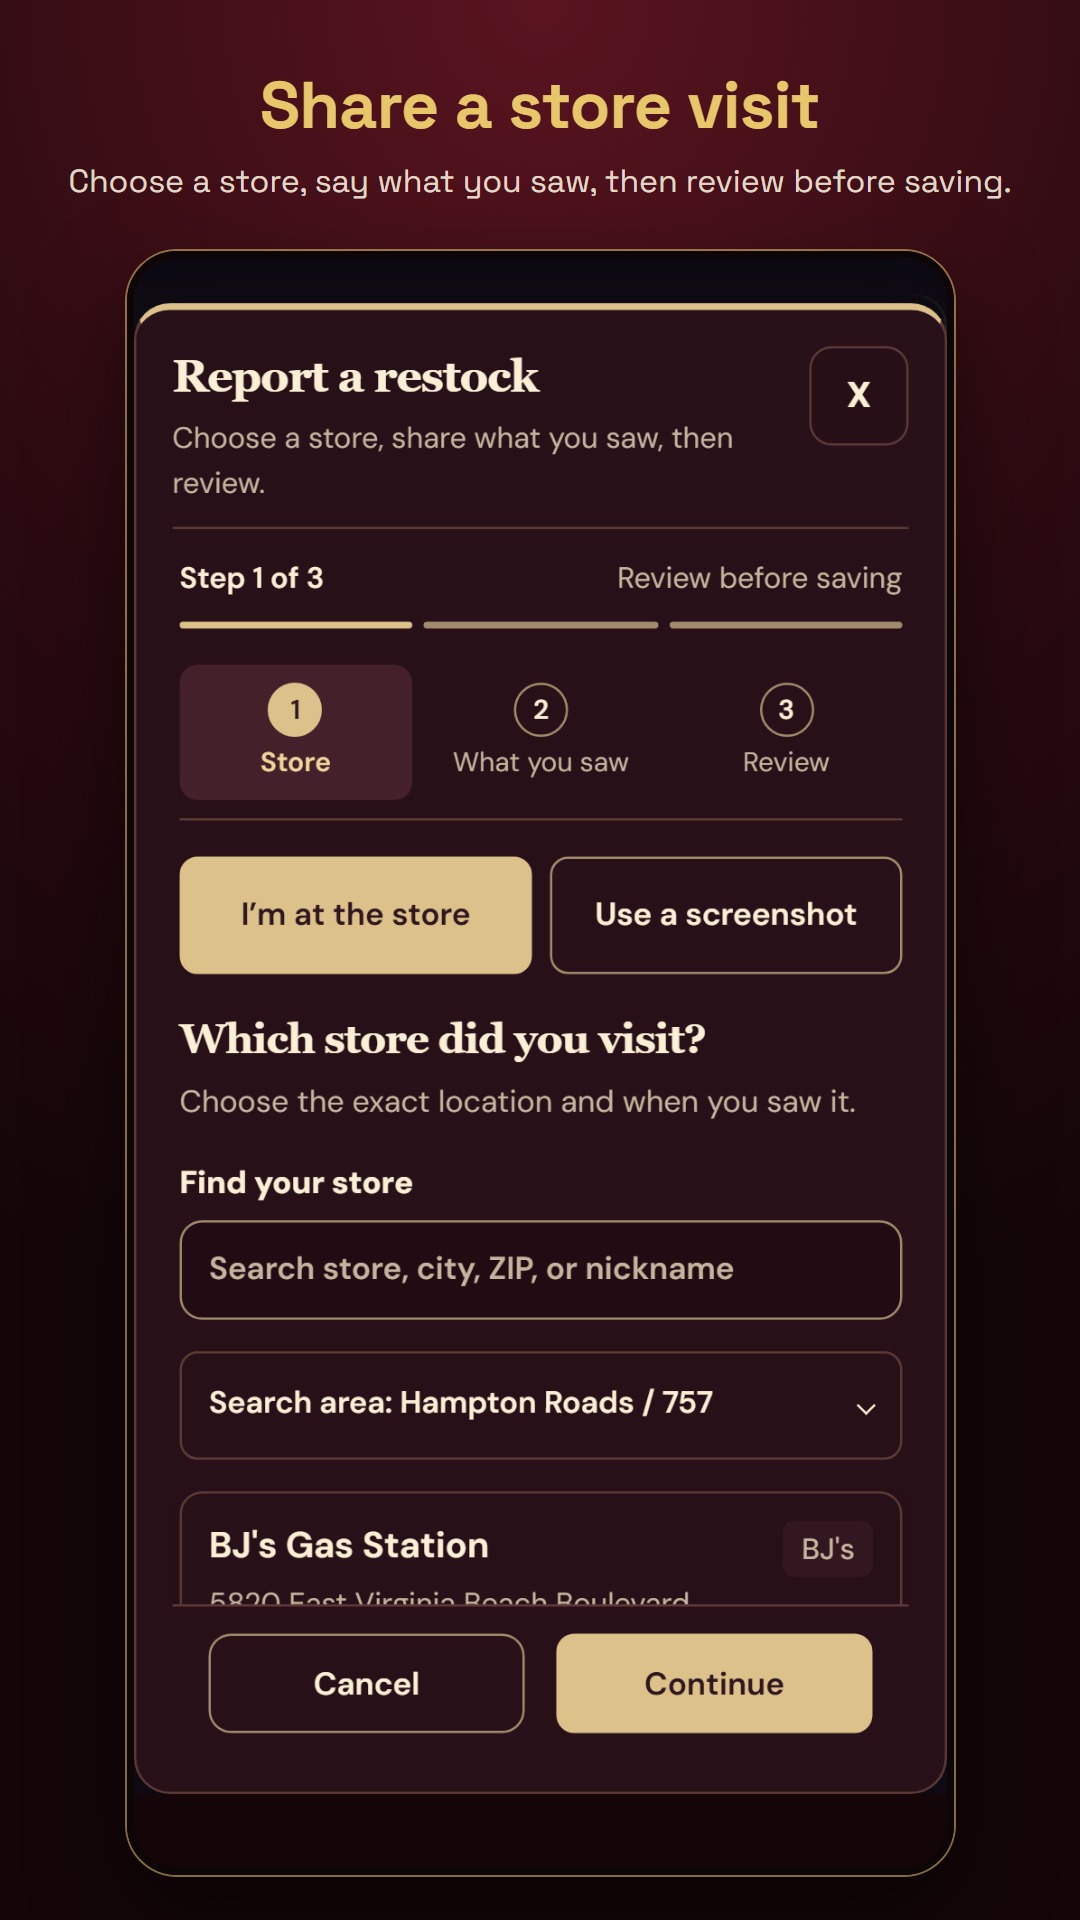 Share a store visit
Choose a store, say what you saw, then review before saving.
Report a restock
X
Choose a store, share what you saw, then
review.
Step 1 of 3
Review before saving
1
Store
2
What you saw
3
Review
I’m at the store
Use a screenshot
Which store did you visit?
Choose the exact location and when you saw it.
Find your store
Search store, city, ZIP, or nickname
Search area: Hampton Roads / 757
BJ's Gas Station
BJ's
5820 East Virginia Beach Boulevard
Cancel
Continue